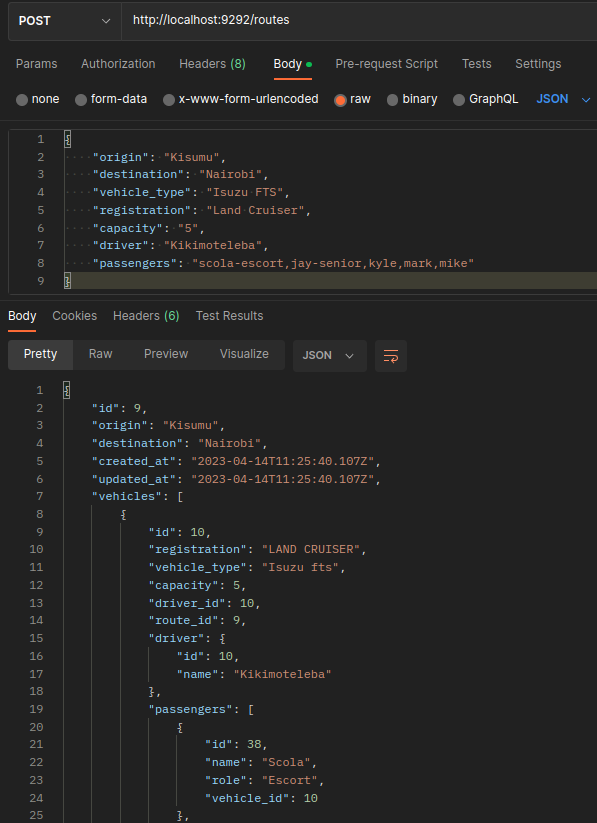 POST http://localhost:9292/routes
Params Authorization Headers (8) Body Pre-request Script Tests Settings
none form-data x-www-form-urlencoded raw binary GraphQL JSON
1 {
2 "origin": "Kisumu",
3 "destination": "Nairobi",
4 "vehicle_type": "Isuzu FTS",
5 "registration": "Land Cruiser",
6 "capacity": "5",
7 "driver": "Kikimoteleba",
8 "passengers": "scola-escort,jay-senior,kyle,mark,mike"
9 }
Body Cookies Headers (6) Test Results
Pretty Raw Preview Visualize JSON
1 {
2 "id": 9,
3 "origin": "Kisumu",
4 "destination": "Nairobi",
5 "created_at": "2023-04-14T11:25:40.107Z",
6 "updated_at": "2023-04-14T11:25:40.107Z",
7 "vehicles": [
8 {
9 "id": 10,
10 "registration": "LAND CRUISER",
11 "vehicle_type": "Isuzu fts",
12 "capacity": 5,
13 "driver_id": 10,
14 "route_id": 9,
15 "driver": {
16 "id": 10,
17 "name": "Kikimoteleba"
18 },
19 "passengers": [
20 {
21 "id": 38,
22 "name": "Scola",
23 "role": "Escort",
24 "vehicle_id": 10
25 },